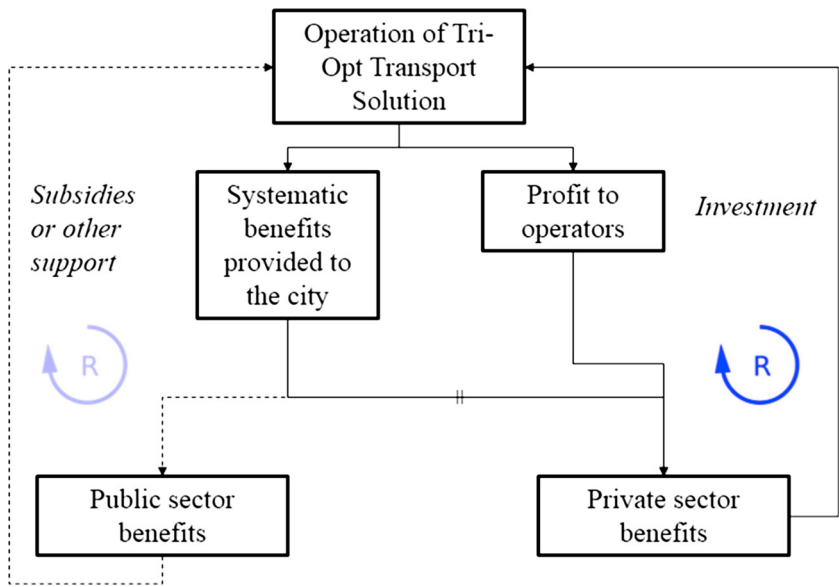 Operation of Tri-
Opt Transport
Solution
Subsidies
or other
support
Systematic
benefits
provided to
the city
Profit to
operators
Investment
R
R
Public sector
benefits
Private sector
benefits